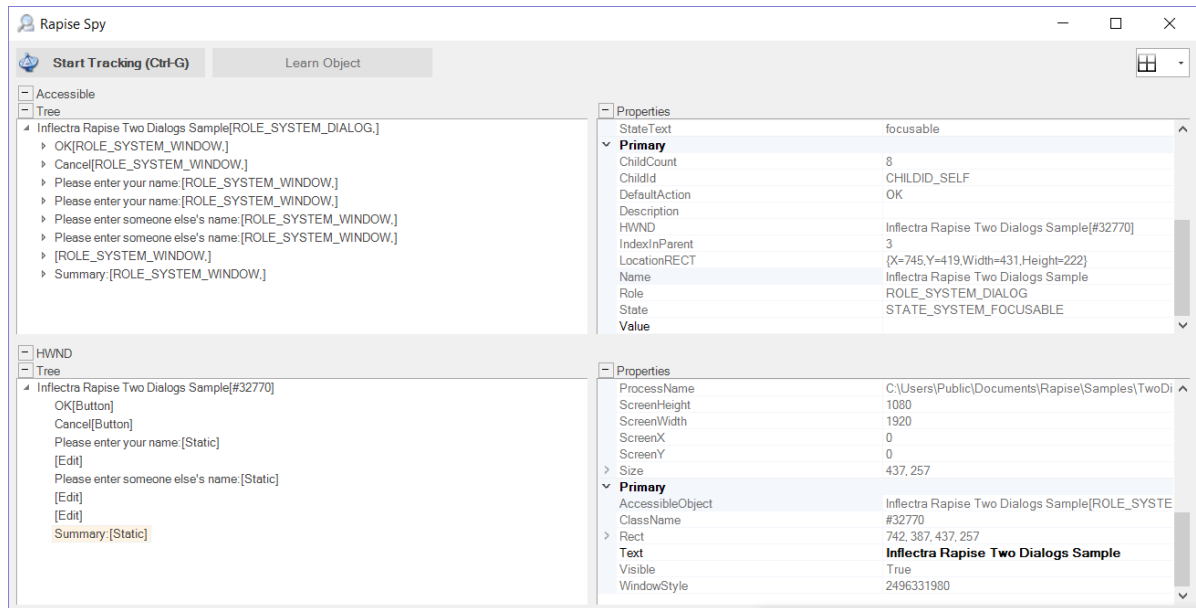 Rapise Spy
Start Tracking (Ctrl-G) Learn Object
Accessible
Tree
Inflectra Rapise Two Dialogs Sample[ROLE_SYSTEM_DIALOG,]
OK[ROLE_SYSTEM_WINDOW,]
Cancel[ROLE_SYSTEM_WINDOW,]
Please enter your name:[ROLE_SYSTEM_WINDOW,]
Please enter your name:[ROLE_SYSTEM_WINDOW,]
Please enter someone else's name:[ROLE_SYSTEM_WINDOW,]
Please enter someone else's name:[ROLE_SYSTEM_WINDOW,]
[ROLE_SYSTEM_WINDOW,]
Summary:[ROLE_SYSTEM_WINDOW,]
Properties
StateText focusable
Primary
ChildCount 8
ChildId CHILDID_SELF
DefaultAction OK
Description
HWND Inflectra Rapise Two Dialogs Sample[#32770]
IndexInParent 3
LocationRECT {X=745,Y=419,Width=431,Height=222}
Name Inflectra Rapise Two Dialogs Sample
Role ROLE_SYSTEM_DIALOG
State STATE_SYSTEM_FOCUSABLE
Value
HWND
Tree
Inflectra Rapise Two Dialogs Sample[#32770]
OK[Button]
Cancel[Button]
Please enter your name:[Static]
[Edit]
Please enter someone else's name:[Static]
[Edit]
[Edit]
Summary:[Static]
Properties
ProcessName C:\Users\Public\Documents\Rapise\Samples\TwoDi
ScreenHeight 1080
ScreenWidth 1920
ScreenX 0
ScreenY 0
Size 437, 257
Primary
AccessibleObject Inflectra Rapise Two Dialogs Sample[ROLE_SYSTE
ClassName #32770
Rect 742, 387, 437, 257
Text Inflectra Rapise Two Dialogs Sample
Visible True
WindowStyle 2496331980